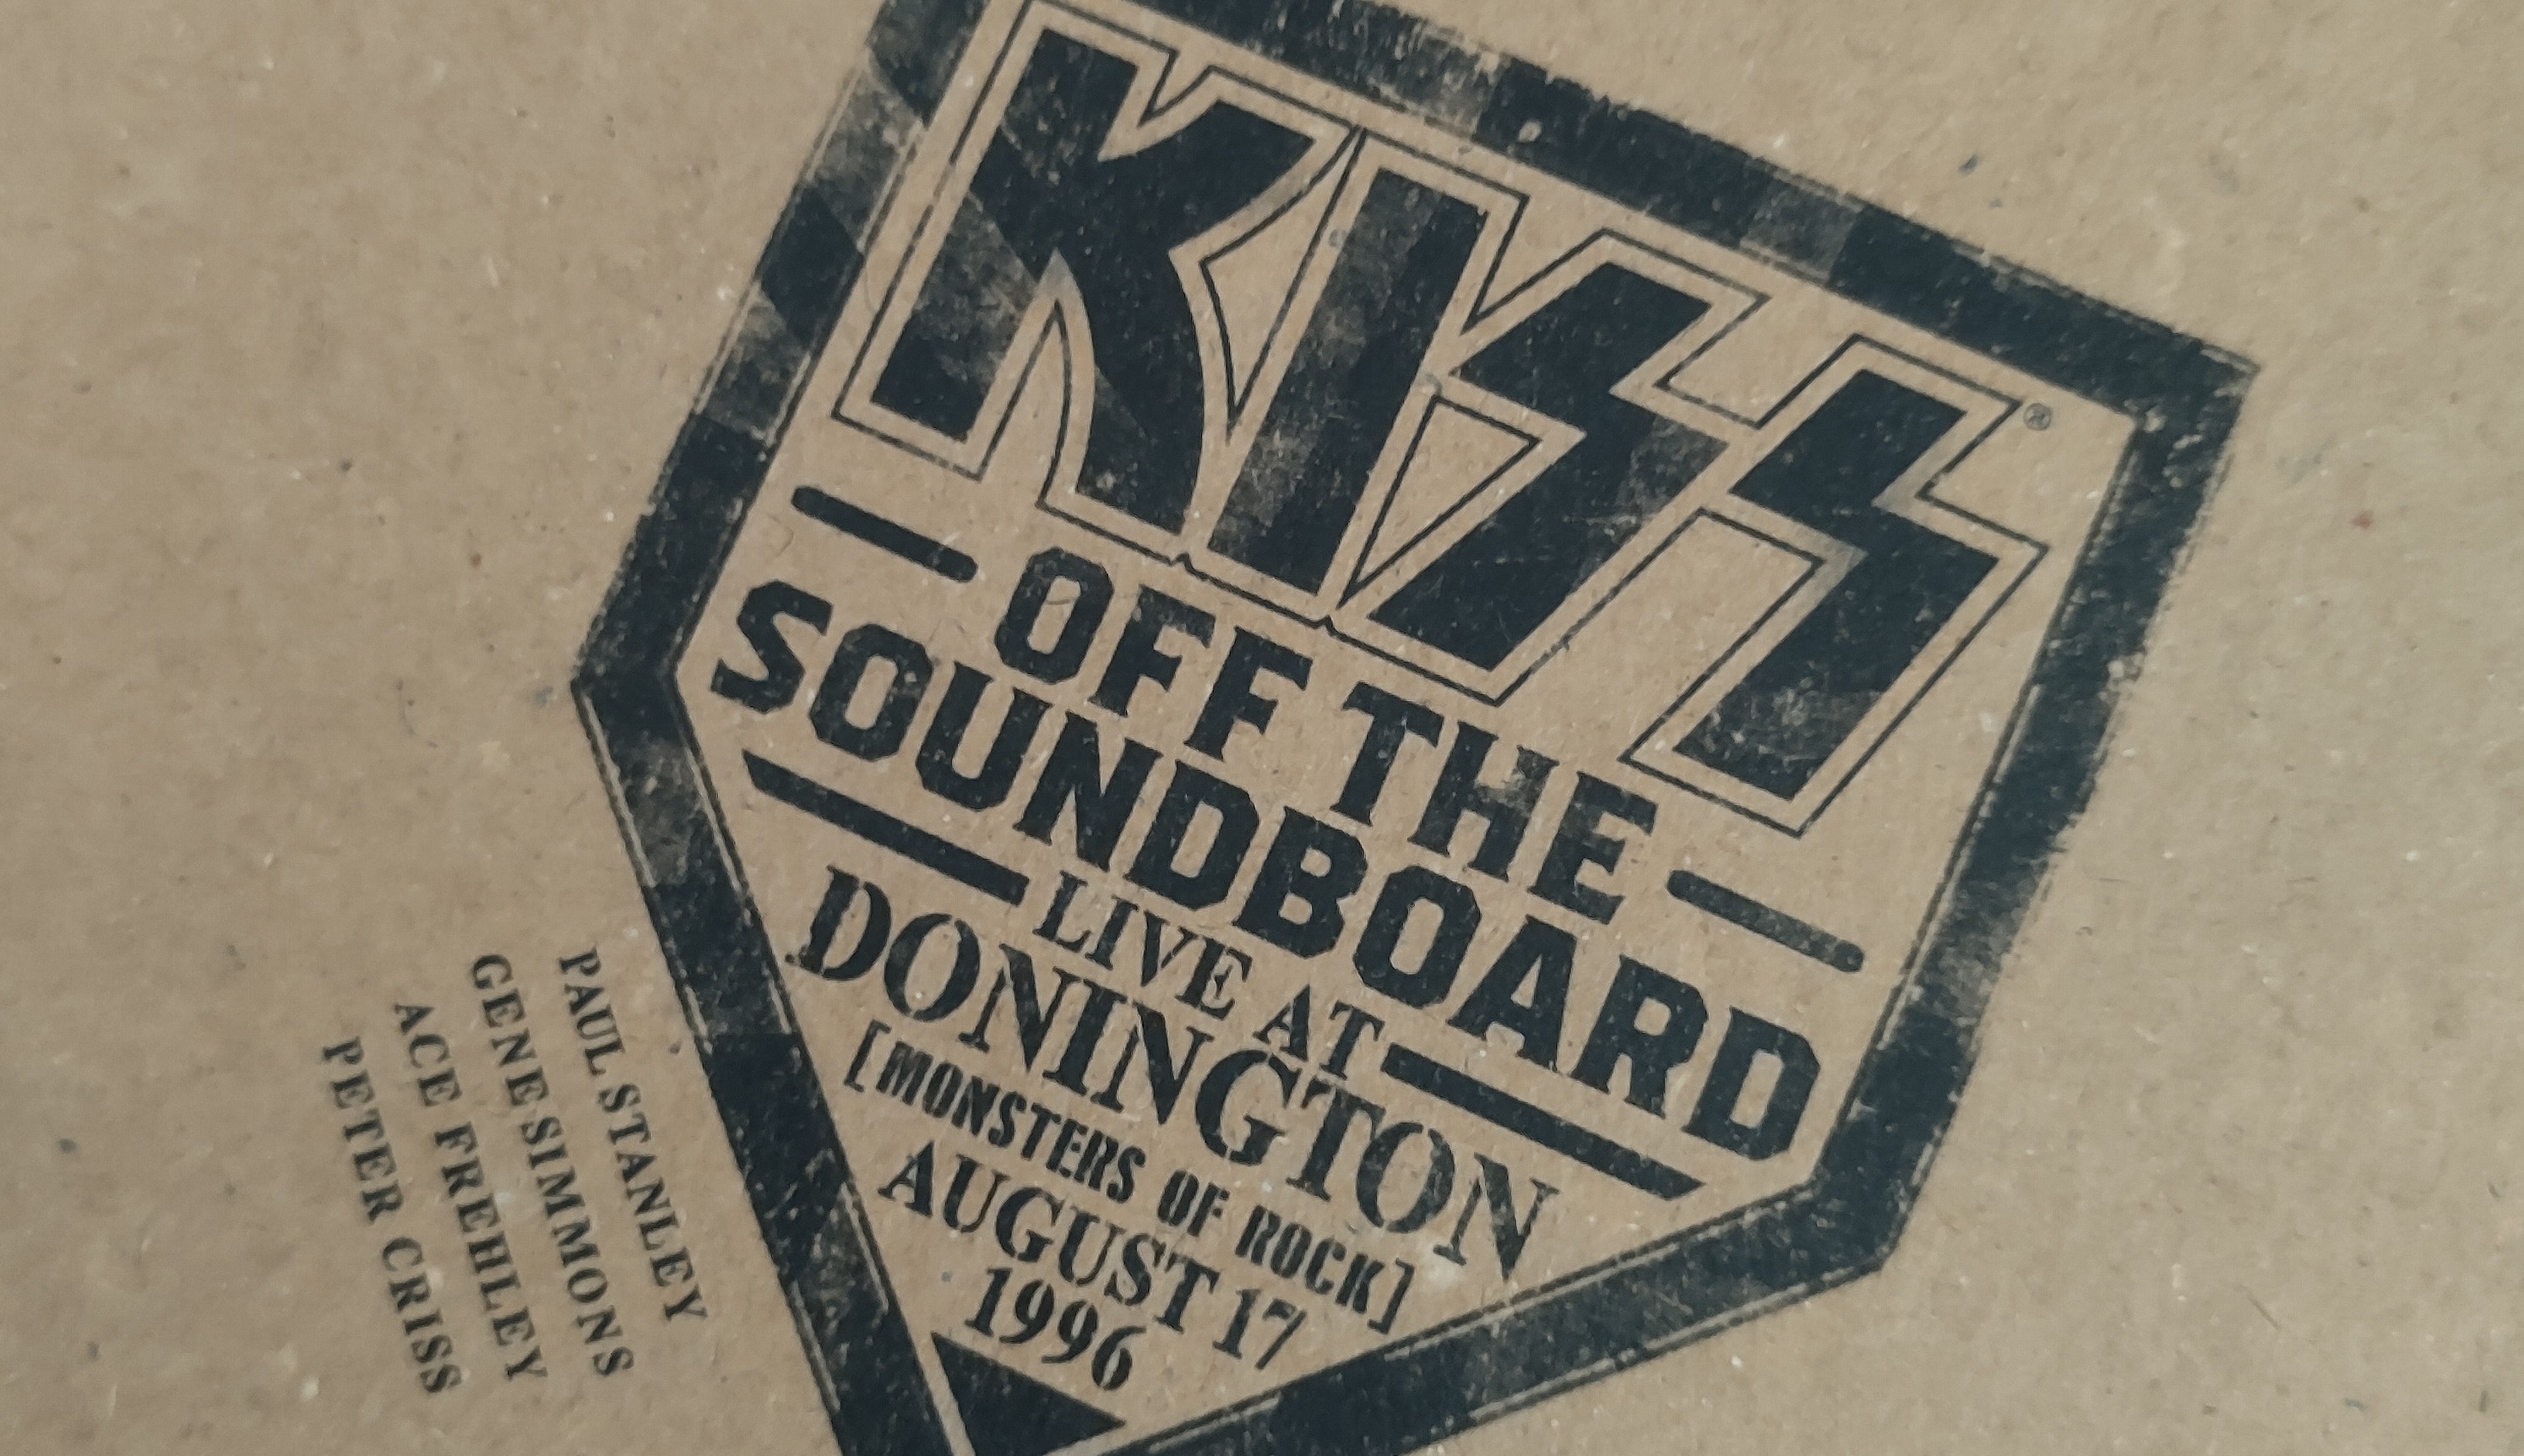 KISS®
OFF THE
SOUNDBOARD
LIVE AT
DONINGTON
[MONSTERS OF ROCK]
AUGUST 17
1996
PAUL STANLEY
GENE SIMMONS
ACE FREHLEY
PETER CRISS